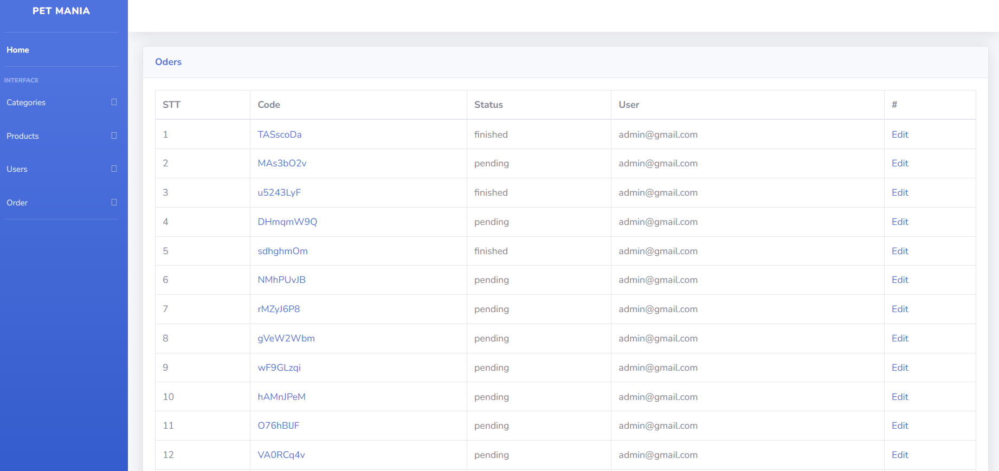 PET MANIA
Home
INTERFACE
Categories
Products
Users
Order
Oders
STT Code Status User #
1 TASscoDa finished admin@gmail.com Edit
2 MAs3bO2v pending admin@gmail.com Edit
3 u5243LyF finished admin@gmail.com Edit
4 DHmqmW9Q pending admin@gmail.com Edit
5 sdhghmOm finished admin@gmail.com Edit
6 NMhPUvJB pending admin@gmail.com Edit
7 rMZyJ6P8 pending admin@gmail.com Edit
8 gVeW2Wbm pending admin@gmail.com Edit
9 wF9GLzqi pending admin@gmail.com Edit
10 hAMnJPeM pending admin@gmail.com Edit
11 O76hBIJF pending admin@gmail.com Edit
12 VA0RCq4v pending admin@gmail.com Edit